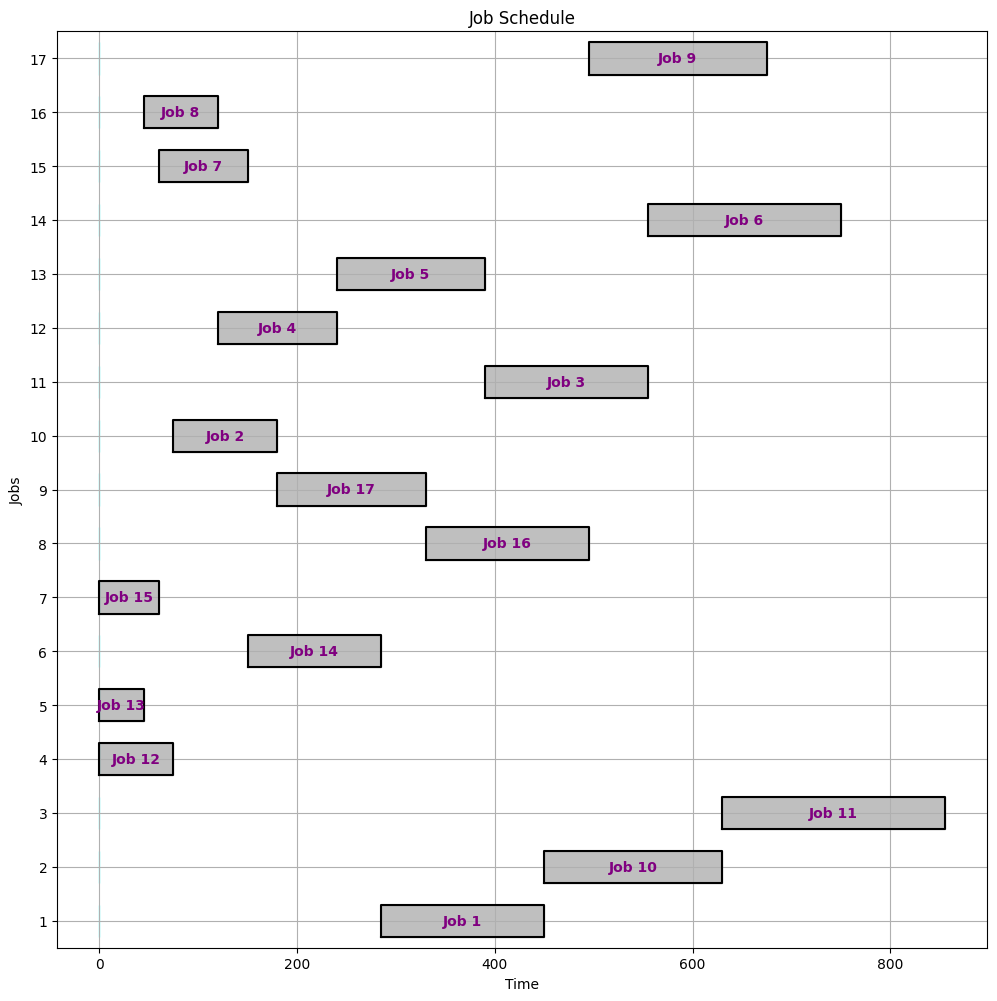 Job Schedule
17
Job 9
16
Job 8
15
Job 7
14
Job 6
13
Job 5
12
Job 4
11
Job 3
10
Job 2
9
Job 17
8
Job 16
7
Job 15
6
Job 14
5
Job 13
4
Job 12
3
Job 11
2
Job 10
1
Job 1
Jobs
0 200 400 600 800
Time